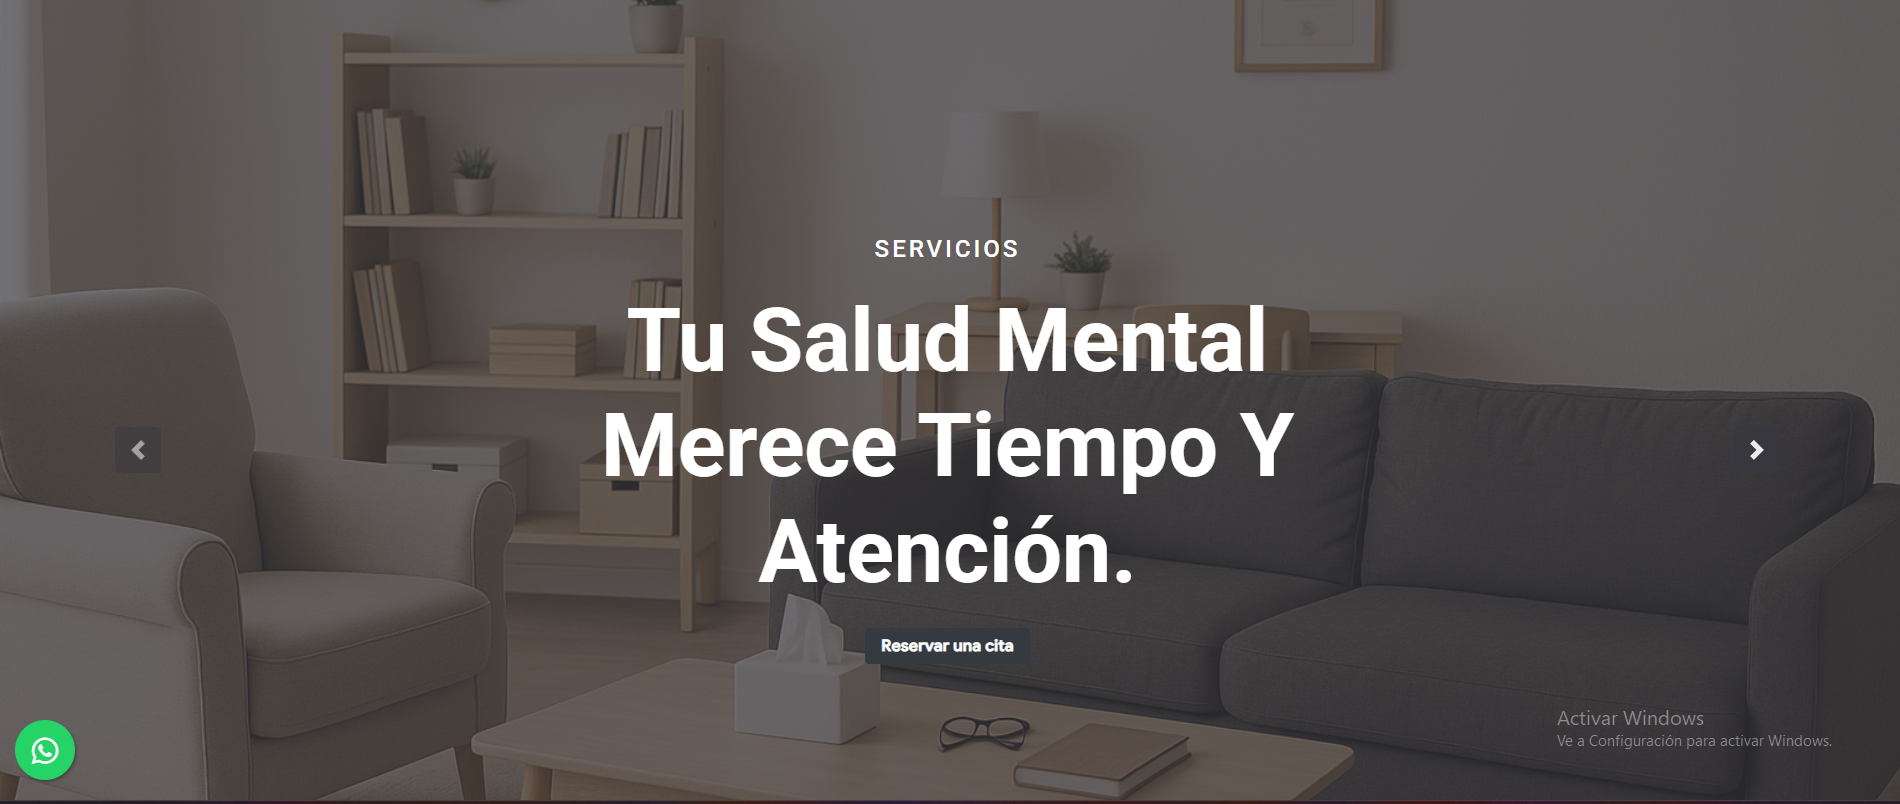 SERVICIOS
Tu Salud Mental
Merece Tiempo Y
Atención.
Reservar una cita
Activar Windows
Ve a Configuración para activar Windows.